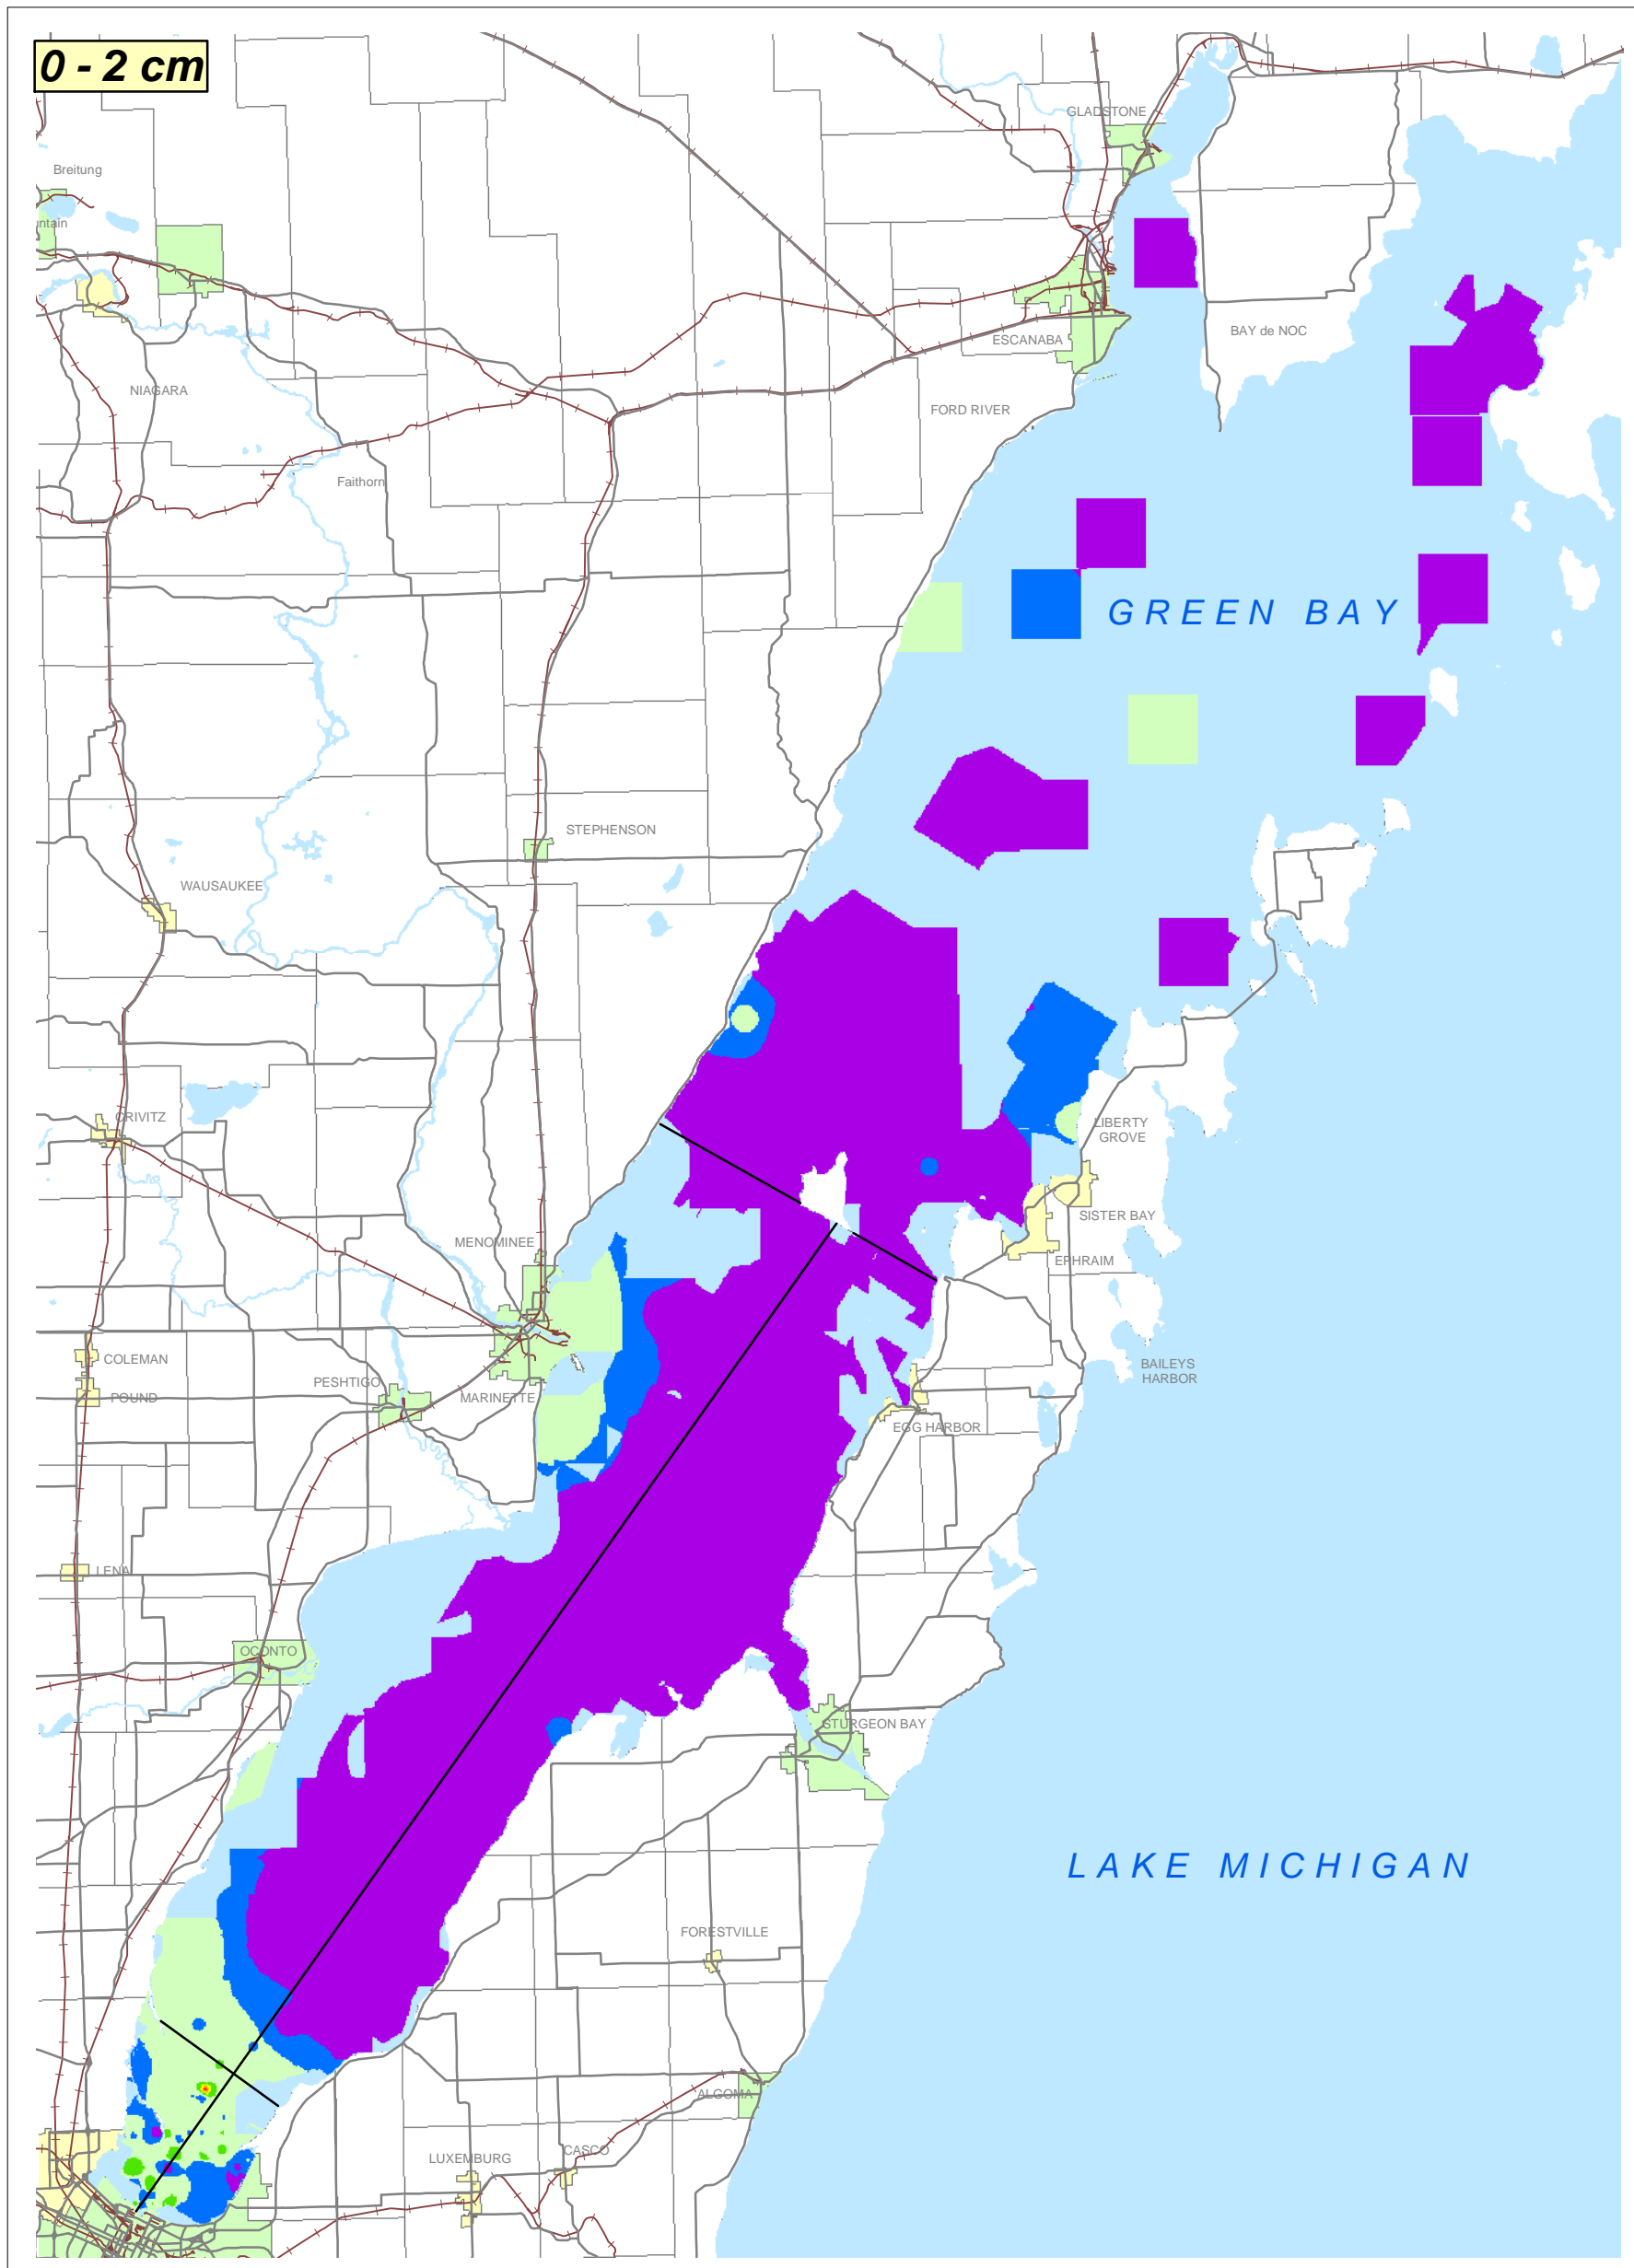 0 - 2 cm
GLADSTONE
Breitung
ntain
BAY de NOC
ESCANABA
NIAGARA
FORD RIVER
Faithorn
GREEN BAY
STEPHENSON
WAUSAUKEE
CRIVITZ
LIBERTY
GROVE
SISTER BAY
MENOMINEE
EPHRAIM
COLEMAN
BAILEYS
HARBOR
PESHTIGO
POUND
MARINETTE
EGG HARBOR
LENA
OCONTO
STURGEON BAY
LAKE MICHIGAN
FORESTVILLE
ALGOMA
CASCO
LUXEMBURG